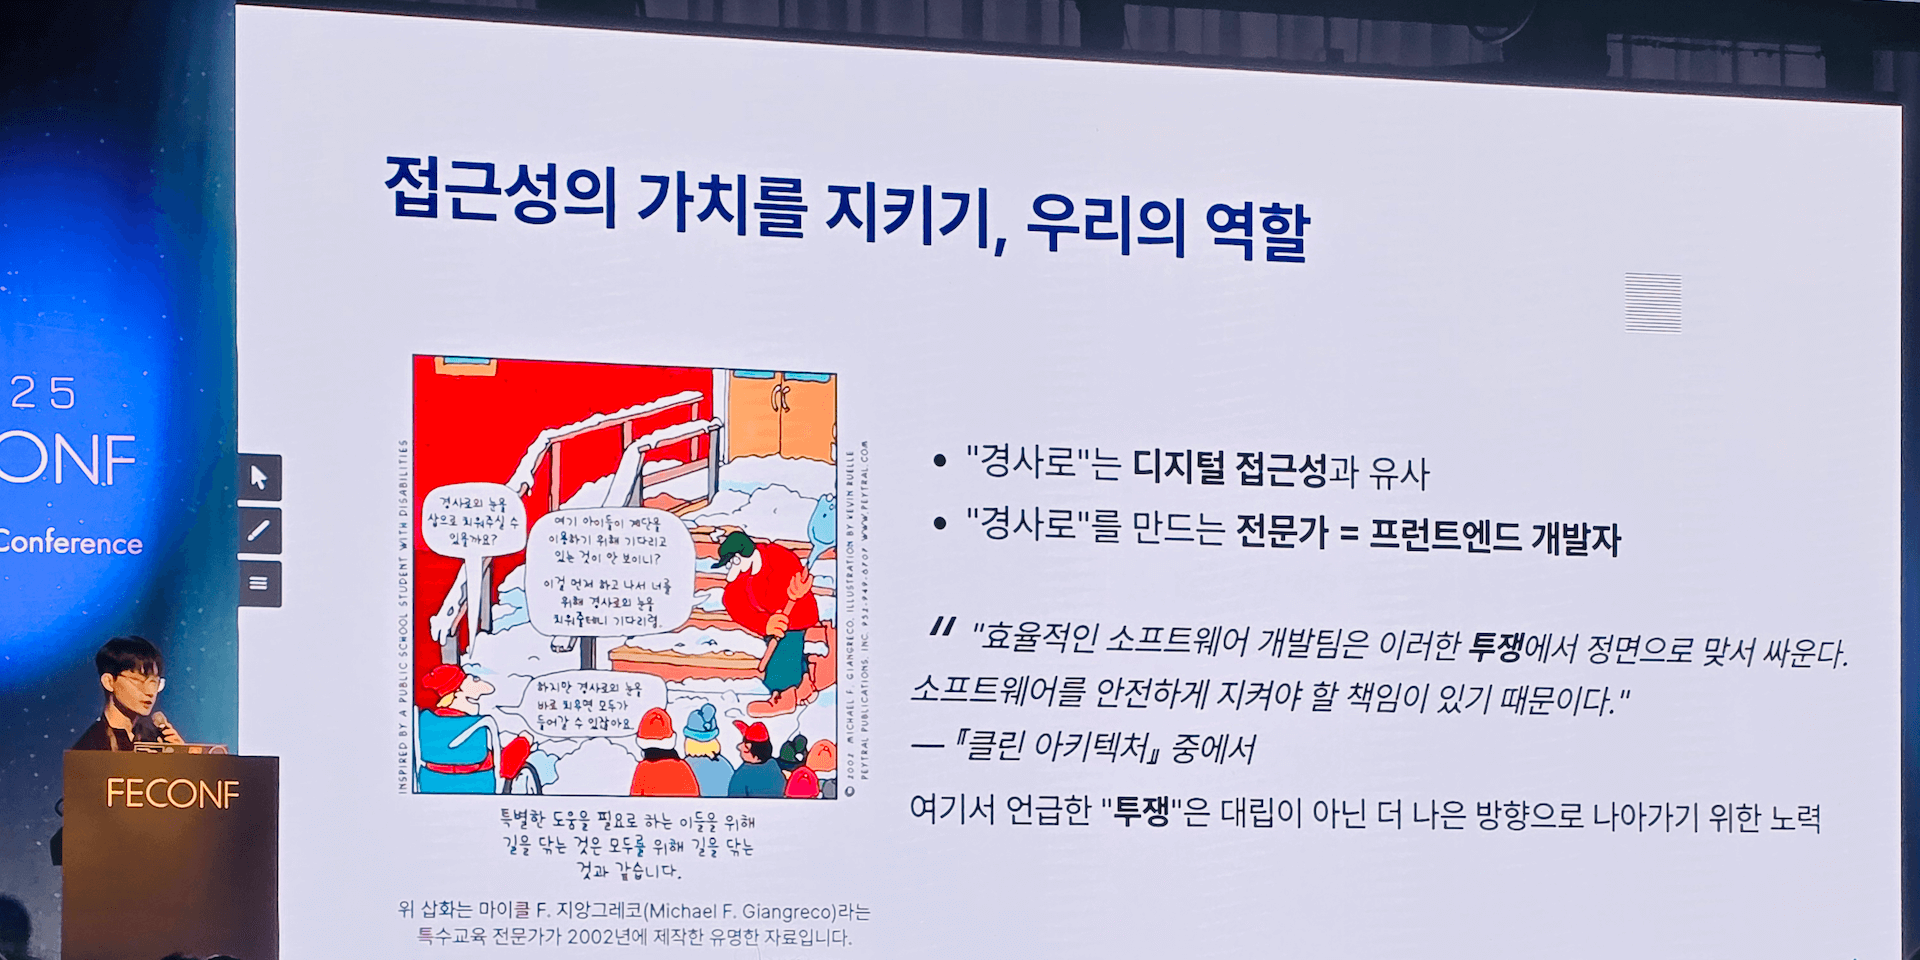 25
ONF
Conference
FECONF
접근성의 가치를 지키기, 우리의 역할
INSPIRED BY A PUBLIC SCHOOL STUDENT WITH DISABILITIES
경사로의 눈을
삽으로 치워주실 수
있을까요?
여기 아이들이 계단을
이용하기 위해 기다리고
있는 것이 안 보이니?
이걸 먼저 하고 나서 너를
위해 경사로의 눈을
치워줄테니 기다리렴.
하지만 경사로의 눈을
바로 치우면 모두가
들어갈 수 있잖아요.
© 2002 MICHAEL F. GIANGRECO, ILLUSTRATION BY KEVIN RUELLE
PEYTRAL PUBLICATIONS, INC. 952-949-8707 WWW.PEYTRAL.COM
특별한 도움을 필요로 하는 이들을 위해
길을 닦는 것은 모두를 위해 길을 닦는
것과 같습니다.
위 삽화는 마이클 F. 지앙그레코(Michael F. Giangreco)라는
특수교육 전문가가 2002년에 제작한 유명한 자료입니다.
• "경사로"는 디지털 접근성과 유사
• "경사로"를 만드는 전문가 = 프런트엔드 개발자
“ "효율적인 소프트웨어 개발팀은 이러한 투쟁에서 정면으로 맞서 싸운다.
소프트웨어를 안전하게 지켜야 할 책임이 있기 때문이다."
— 『클린 아키텍처』 중에서
여기서 언급한 "투쟁"은 대립이 아닌 더 나은 방향으로 나아가기 위한 노력